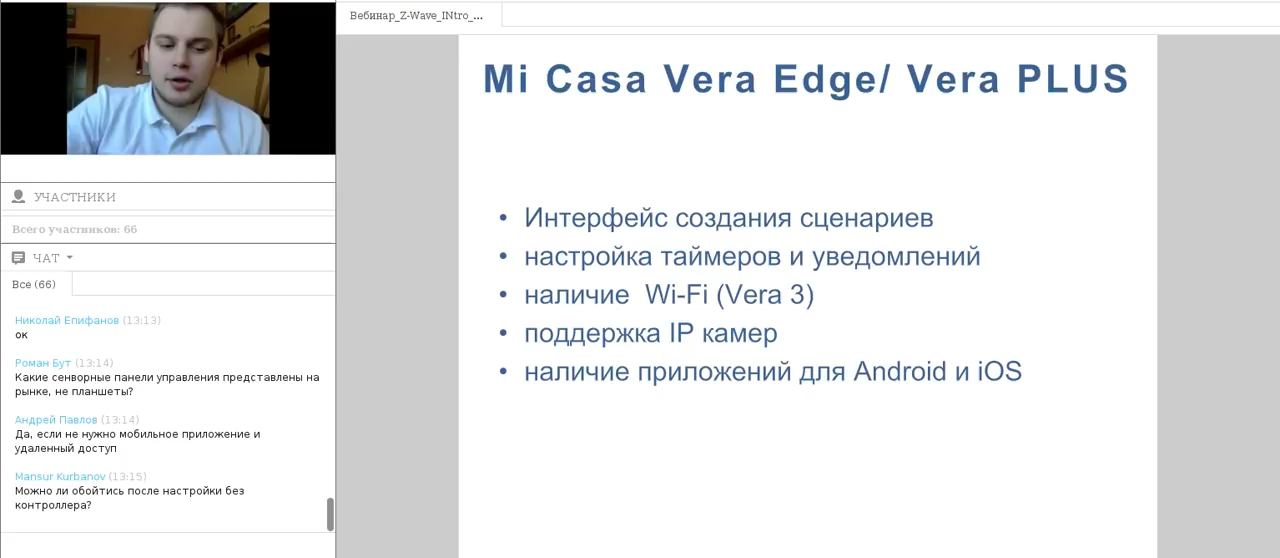 УЧАСТНИКИ
Всего участников: 66
ЧАТ
Все (66)
Николай Епифанов (13:13)
ок
Роман Бут (13:14)
Какие сенворные панели управления представлены на
рынке, не планшеты?
Андрей Павлов (13:14)
Да, если не нужно мобильное приложение и
удаленный доступ
Mansur Kurbanov (13:15)
Можно ли обойтись после настройки без
контроллера?
Вебинар_Z-Wave_INtro_...
Mi Casa Vera Edge/ Vera PLUS
• Интерфейс создания сценариев
• настройка таймеров и уведомлений
• наличие Wi-Fi (Vera 3)
• поддержка IP камер
• наличие приложений для Android и iOS